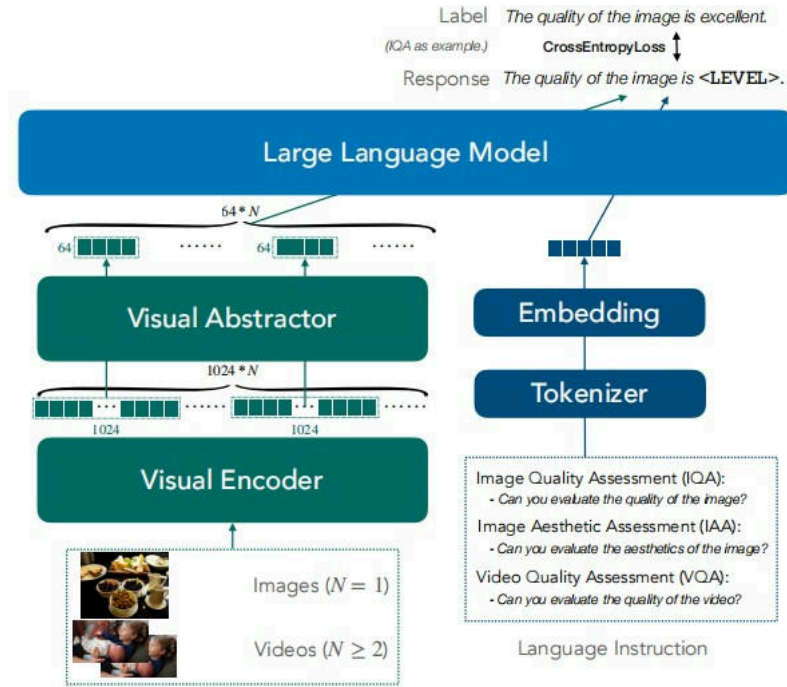 Label The quality of the image is excellent.
(IQA as example.) CrossEntropyLoss
Response The quality of the image is <LEVEL>.
Large Language Model
64 * N
64 ······ 64 ······
Visual Abstractor
Embedding
1024 * N
Tokenizer
··· ······ ··· ······
1024 1024
Visual Encoder
Image Quality Assessment (IQA):
- Can you evaluate the quality of the image?
Image Aesthetic Assessment (IAA):
- Can you evaluate the aesthetics of the image?
Video Quality Assessment (VQA):
- Can you evaluate the quality of the video?
Images (N = 1)
Videos (N ≥ 2)
Language Instruction